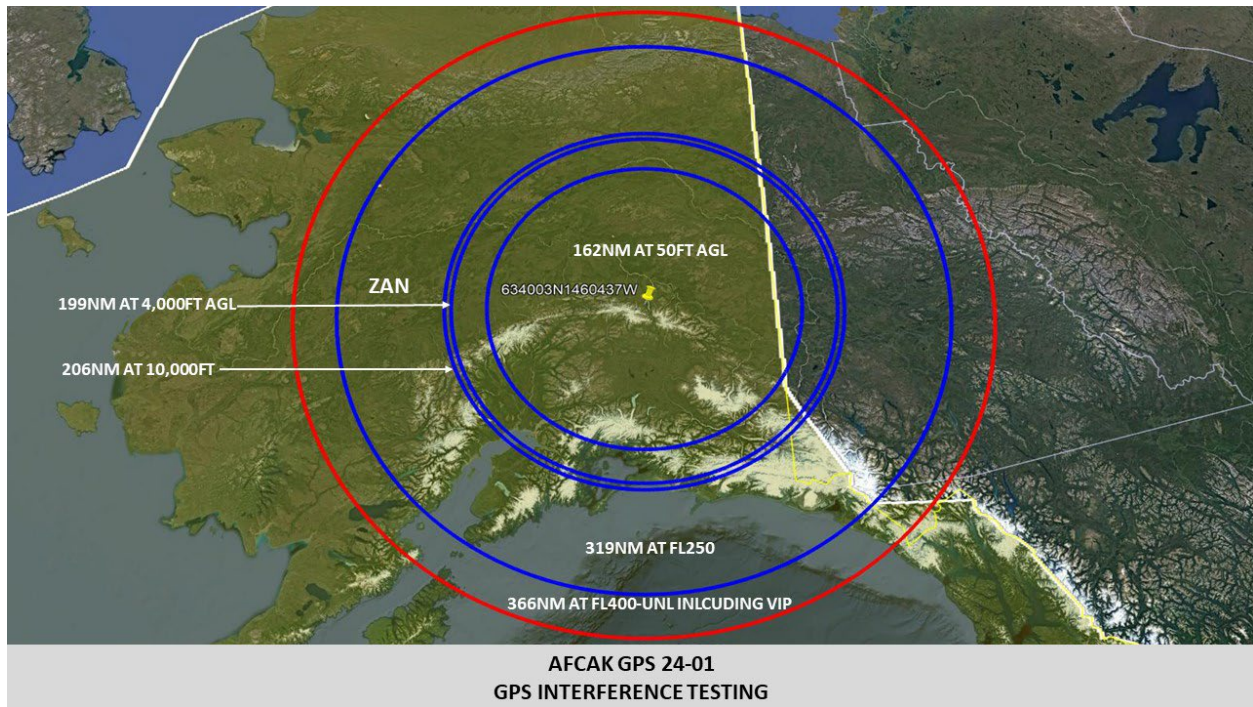 162NM AT 50FT AGL
634003N1460437W
ZAN
199NM AT 4,000FT AGL
206NM AT 10,000FT
319NM AT FL250
366NM AT FL400-UNL INLCUDING VIP
AFCAK GPS 24-01
GPS INTERFERENCE TESTING